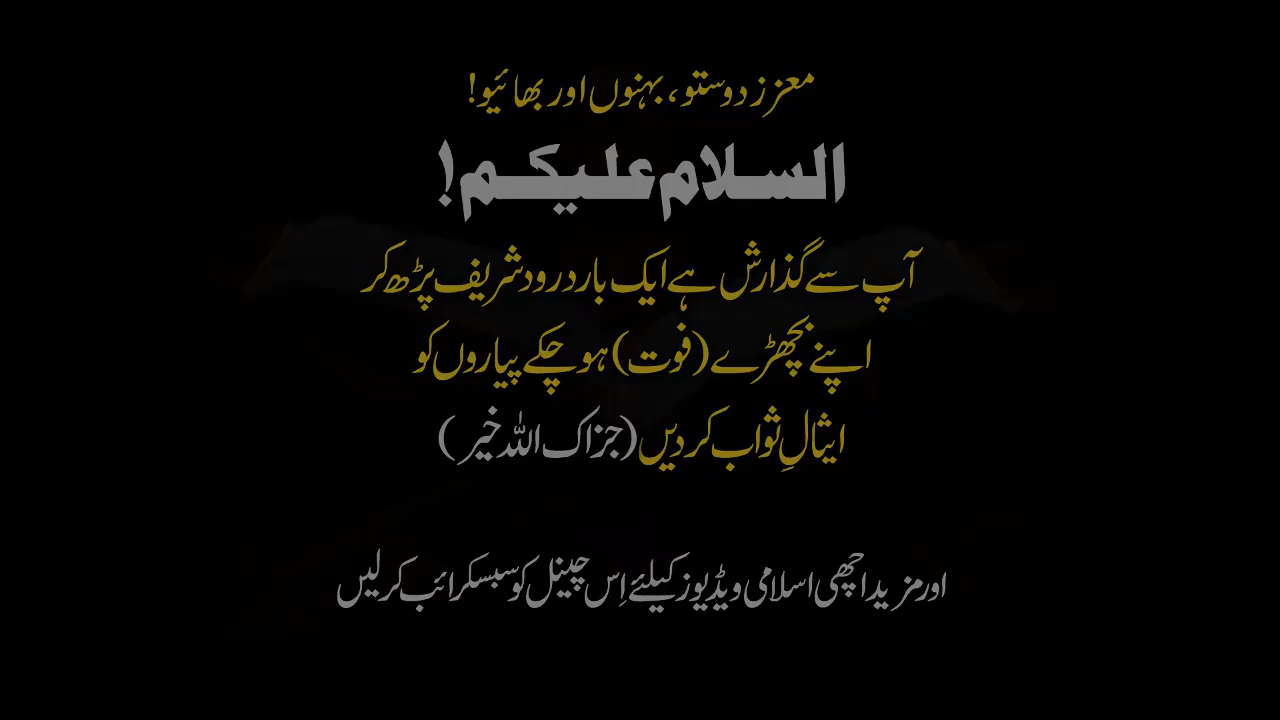 معزز دوستو، بہنوں اور بھائیو!
السلام علیکم!
آپ سے گذارش ہے ایک بار درود شریف پڑھ کر
اپنے بچھڑے (فوت) ہو چکے پیاروں کو
ایثالِ ثواب کر دیں (جزاک اللہ خیر)
اور مزید اچھی اسلامی ویڈیوز کیلئے اِس چینل کو سبسکرائب کر لیں